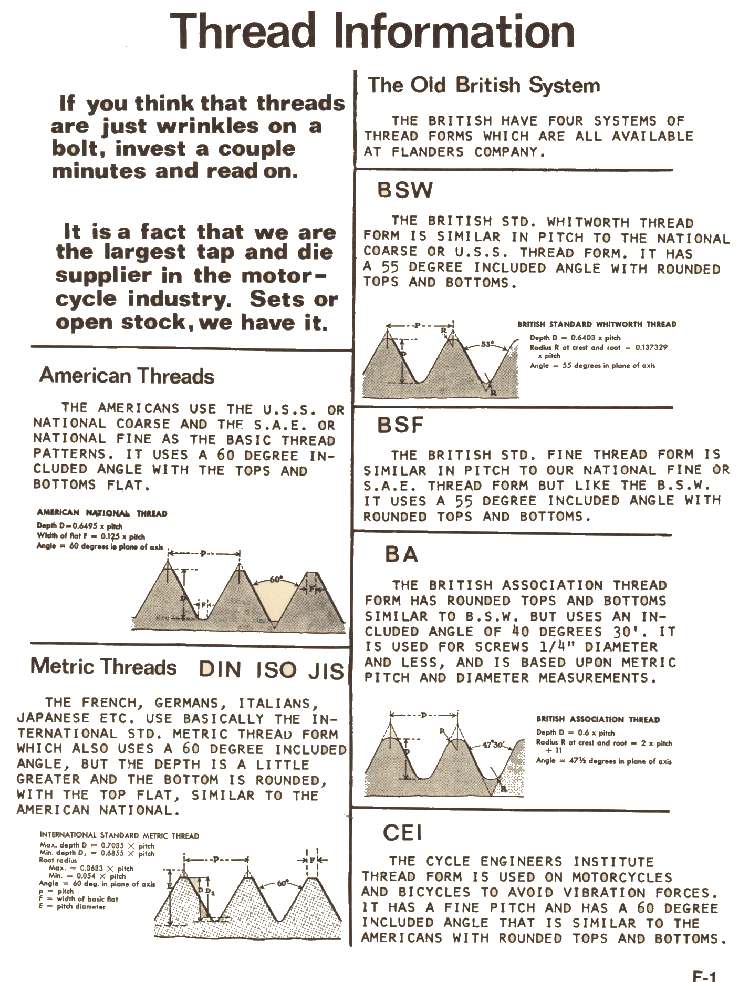 Thread Information
If you think that threads
are just wrinkles on a
bolt, invest a couple
minutes and read on.
It is a fact that we are
the largest tap and die
supplier in the motor-
cycle industry. Sets or
open stock, we have it.
American Threads
THE AMERICANS USE THE U.S.S. OR
NATIONAL COARSE AND THE S.A.E. OR
NATIONAL FINE AS THE BASIC THREAD
PATTERNS. IT USES A 60 DEGREE IN-
CLUDED ANGLE WITH THE TOPS AND
BOTTOMS FLAT.
AMERICAN NATIONAL THREAD
Depth D = 0.6495 x pitch
Width of flat F = 0.125 x pitch
Angle = 60 degrees in plane of axis
P
60°
D
F
F
Metric Threads DIN ISO JIS
THE FRENCH, GERMANS, ITALIANS,
JAPANESE ETC. USE BASICALLY THE IN-
TERNATIONAL STD. METRIC THREAD FORM
WHICH ALSO USES A 60 DEGREE INCLUDED
ANGLE, BUT THE DEPTH IS A LITTLE
GREATER AND THE BOTTOM IS ROUNDED,
WITH THE TOP FLAT, SIMILAR TO THE
AMERICAN NATIONAL.
INTERNATIONAL STANDARD METRIC THREAD
Max. depth D = 0.7035 X pitch
Min. depth D₁ = 0.6855 X pitch
Root radius
Max. = 0.0633 X pitch
Min. = 0.054 X pitch
Angle = 60 deg. in plane of axis
P = pitch
F = width of basic flat
E = pitch diameter
P
F
E
D D₁
60°
The Old British System
THE BRITISH HAVE FOUR SYSTEMS OF
THREAD FORMS WHICH ARE ALL AVAILABLE
AT FLANDERS COMPANY.
BSW
THE BRITISH STD. WHITWORTH THREAD
FORM IS SIMILAR IN PITCH TO THE NATIONAL
COARSE OR U.S.S. THREAD FORM. IT HAS
A 55 DEGREE INCLUDED ANGLE WITH ROUNDED
TOPS AND BOTTOMS.
BRITISH STANDARD WHITWORTH THREAD
Depth D = 0.6403 x pitch
Radius R at crest and root = 0.137329
x pitch
Angle = 55 degrees in plane of axis
P
R
55°
D
R
BSF
THE BRITISH STD. FINE THREAD FORM IS
SIMILAR IN PITCH TO OUR NATIONAL FINE OR
S.A.E. THREAD FORM BUT LIKE THE B.S.W.
IT USES A 55 DEGREE INCLUDED ANGLE WITH
ROUNDED TOPS AND BOTTOMS.
BA
THE BRITISH ASSOCIATION THREAD
FORM HAS ROUNDED TOPS AND BOTTOMS
SIMILAR TO B.S.W. BUT USES AN IN-
CLUDED ANGLE OF 40 DEGREES 30'. IT
IS USED FOR SCREWS 1/4" DIAMETER
AND LESS, AND IS BASED UPON METRIC
PITCH AND DIAMETER MEASUREMENTS.
BRITISH ASSOCIATION THREAD
Depth D = 0.6 x pitch
Radius R at crest and root = 2 x pitch
+ 11
Angle = 47½ degrees in plane of axis
P
R
47°30'
D
R
CEI
THE CYCLE ENGINEERS INSTITUTE
THREAD FORM IS USED ON MOTORCYCLES
AND BICYCLES TO AVOID VIBRATION FORCES.
IT HAS A FINE PITCH AND HAS A 60 DEGREE
INCLUDED ANGLE THAT IS SIMILAR TO THE
AMERICANS WITH ROUNDED TOPS AND BOTTOMS.
F-1